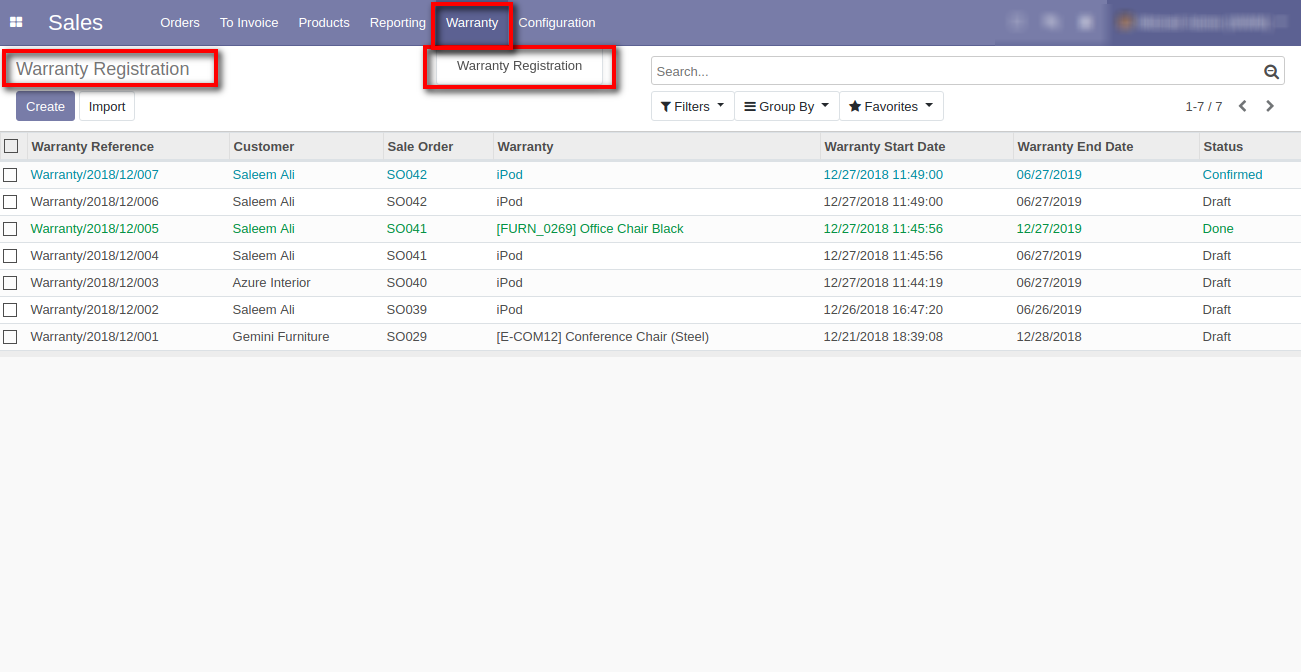 Sales Orders To Invoice Products Reporting Warranty Configuration
Warranty Registration
Warranty Registration
Search...
Create Import
Filters Group By Favorites 1-7 / 7
Warranty Reference Customer Sale Order Warranty Warranty Start Date Warranty End Date Status
Warranty/2018/12/007 Saleem Ali SO042 iPod 12/27/2018 11:49:00 06/27/2019 Confirmed
Warranty/2018/12/006 Saleem Ali SO042 iPod 12/27/2018 11:49:00 06/27/2019 Draft
Warranty/2018/12/005 Saleem Ali SO041 [FURN_0269] Office Chair Black 12/27/2018 11:45:56 12/27/2019 Done
Warranty/2018/12/004 Saleem Ali SO041 iPod 12/27/2018 11:45:56 06/27/2019 Draft
Warranty/2018/12/003 Azure Interior SO040 iPod 12/27/2018 11:44:19 06/27/2019 Draft
Warranty/2018/12/002 Saleem Ali SO039 iPod 12/26/2018 16:47:20 06/26/2019 Draft
Warranty/2018/12/001 Gemini Furniture SO029 [E-COM12] Conference Chair (Steel) 12/21/2018 18:39:08 12/28/2018 Draft